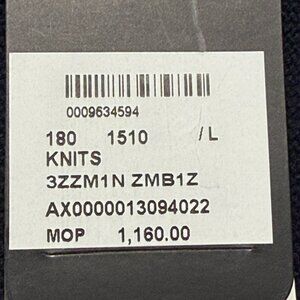 0009634594
180 1510 /L
KNITS
3ZZM1N ZMB1Z
AX0000013094022
MOP 1,160.00